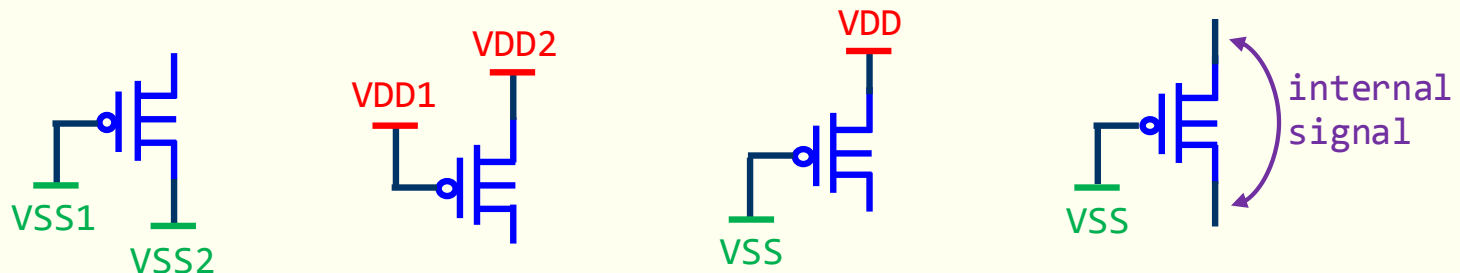 VSS1
VSS2
VDD1
VDD2
VDD
VSS
internal
signal
VSS